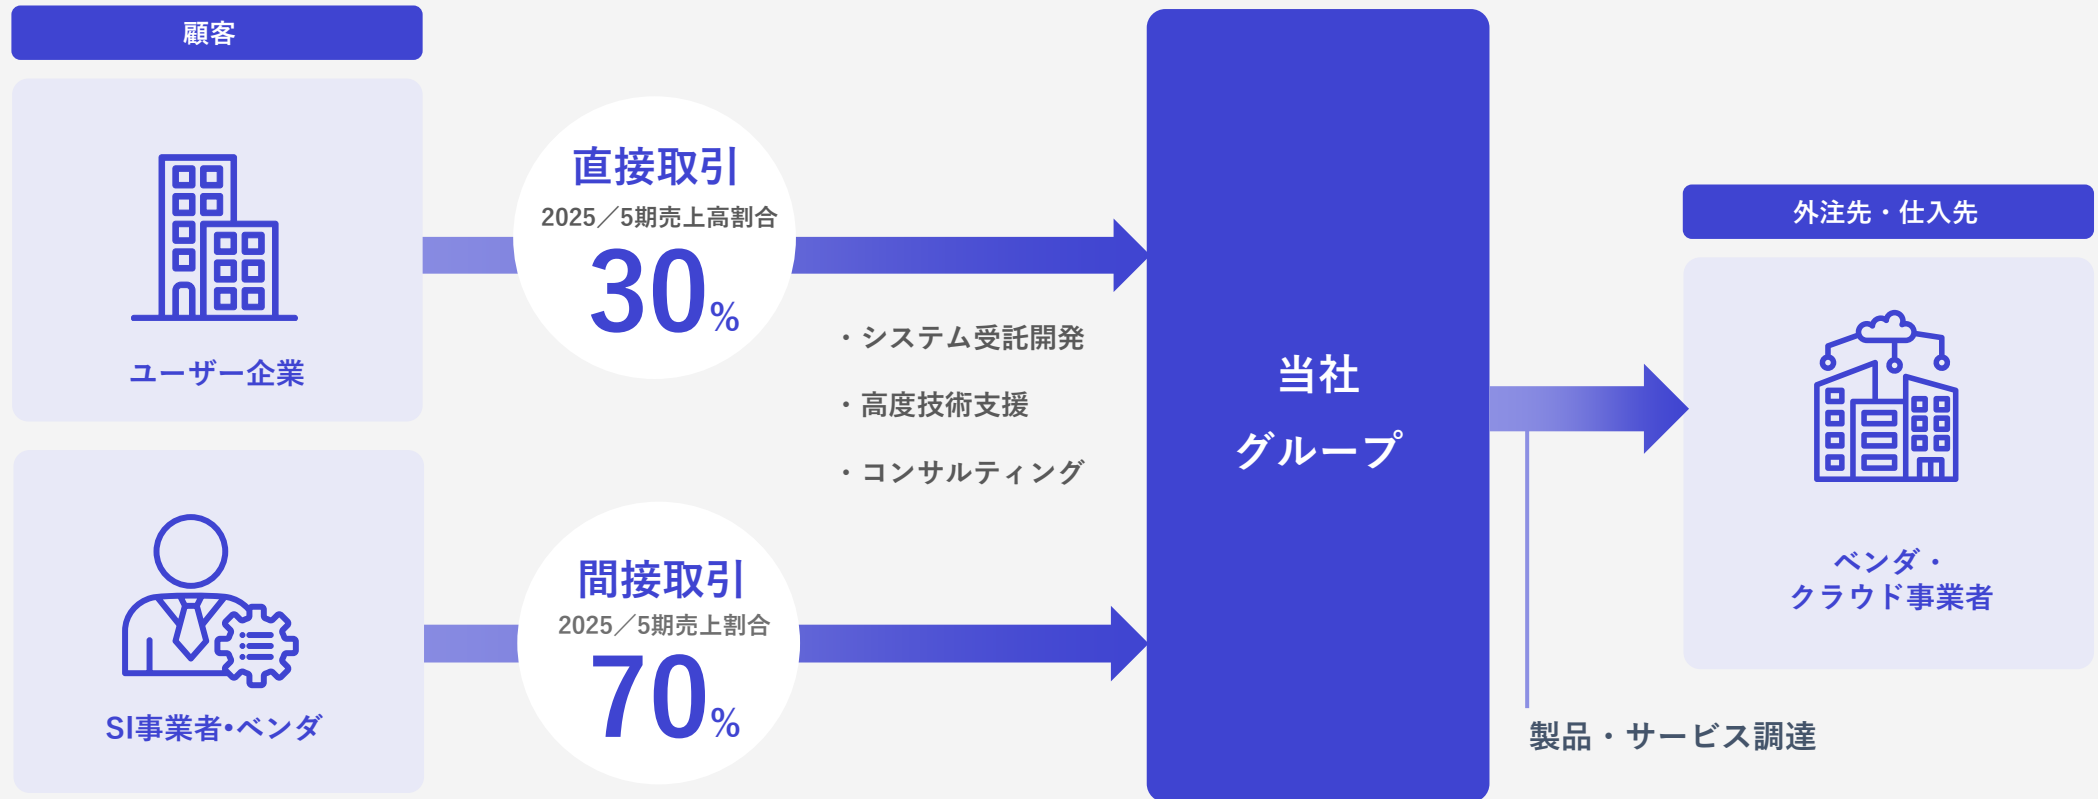 顧客
ユーザー企業
SI事業者・ベンダ
直接取引
2025／5期売上高割合
30%
・システム受託開発
・高度技術支援
・コンサルティング
間接取引
2025／5期売上割合
70%
当社
グループ
製品・サービス調達
外注先・仕入先
ベンダ・
クラウド事業者